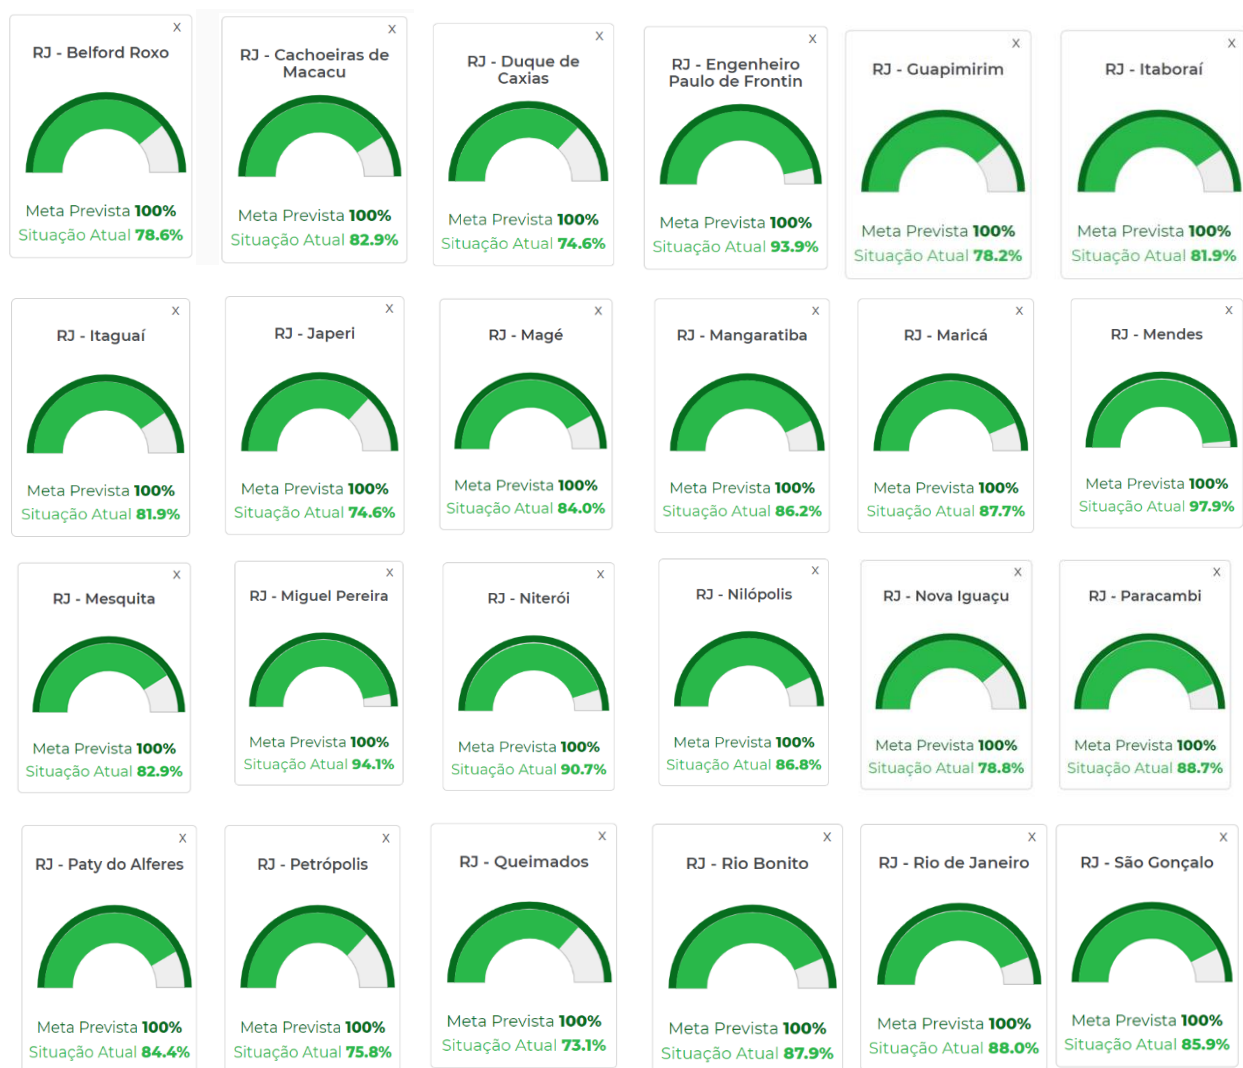 X
RJ - Belford Roxo
Meta Prevista 100%
Situação Atual 78.6%
X
RJ - Cachoeiras de
Macacu
Meta Prevista 100%
Situação Atual 82.9%
X
RJ - Duque de
Caxias
Meta Prevista 100%
Situação Atual 74.6%
X
RJ - Engenheiro
Paulo de Frontin
Meta Prevista 100%
Situação Atual 93.9%
X
RJ - Guapimirim
Meta Prevista 100%
Situação Atual 78.2%
X
RJ - Itaboraí
Meta Prevista 100%
Situação Atual 81.9%
X
RJ - Itaguaí
Meta Prevista 100%
Situação Atual 81.9%
X
RJ - Japeri
Meta Prevista 100%
Situação Atual 74.6%
X
RJ - Magé
Meta Prevista 100%
Situação Atual 84.0%
X
RJ - Mangaratiba
Meta Prevista 100%
Situação Atual 86.2%
X
RJ - Maricá
Meta Prevista 100%
Situação Atual 87.7%
X
RJ - Mendes
Meta Prevista 100%
Situação Atual 97.9%
X
RJ - Mesquita
Meta Prevista 100%
Situação Atual 82.9%
X
RJ - Miguel Pereira
Meta Prevista 100%
Situação Atual 94.1%
X
RJ - Niterói
Meta Prevista 100%
Situação Atual 90.7%
X
RJ - Nilópolis
Meta Prevista 100%
Situação Atual 86.8%
X
RJ - Nova Iguaçu
Meta Prevista 100%
Situação Atual 78.8%
X
RJ - Paracambi
Meta Prevista 100%
Situação Atual 88.7%
X
RJ - Paty do Alferes
Meta Prevista 100%
Situação Atual 84.4%
X
RJ - Petrópolis
Meta Prevista 100%
Situação Atual 75.8%
X
RJ - Queimados
Meta Prevista 100%
Situação Atual 73.1%
X
RJ - Rio Bonito
Meta Prevista 100%
Situação Atual 87.9%
X
RJ - Rio de Janeiro
Meta Prevista 100%
Situação Atual 88.0%
X
RJ - São Gonçalo
Meta Prevista 100%
Situação Atual 85.9%